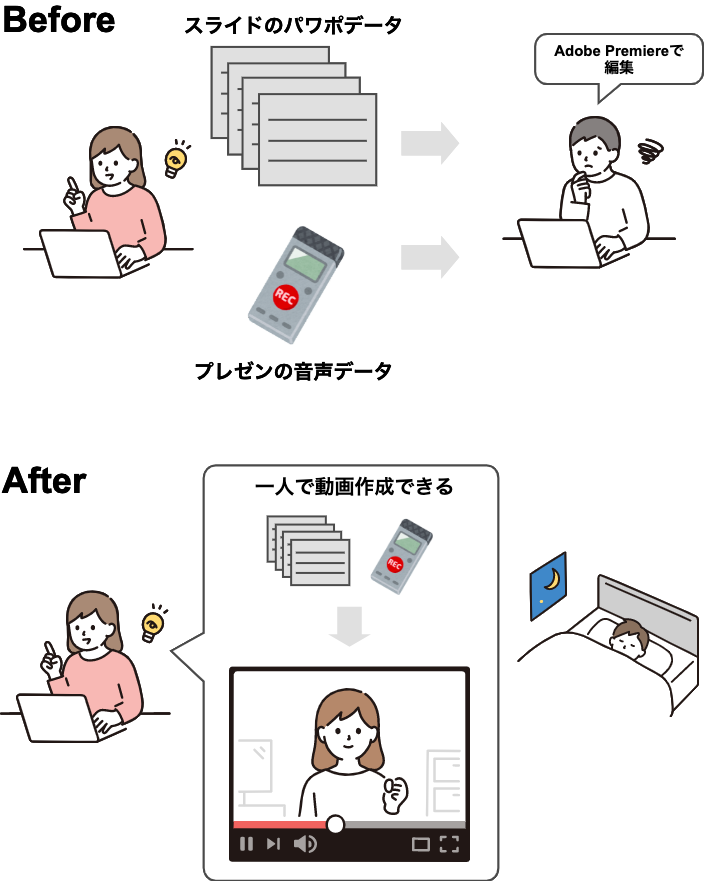 Before
スライドのパワポデータ
Adobe Premiereで
編集
REC
プレゼンの音声データ
After
一人で動画作成できる
REC